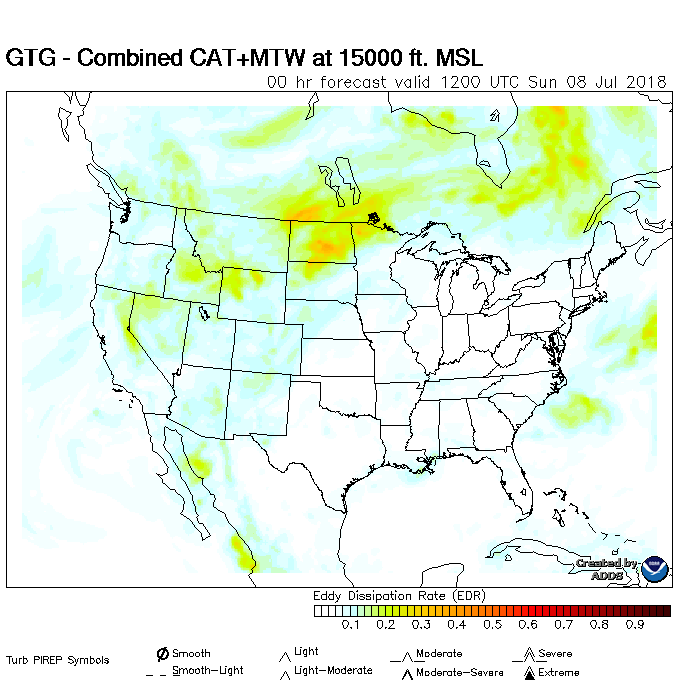 GTG - Combined CAT+MTW at 15000 ft. MSL
00 hr forecast valid 1200 UTC Sun 08 Jul 2018
Created by
ADDS
Eddy Dissipation Rate (EDR)
0.1 0.2 0.3 0.4 0.5 0.6 0.7 0.8 0.9
Turb PIREP Symbols
Smooth Light Moderate Severe
Smooth-Light Light-Moderate Moderate-Severe Extreme